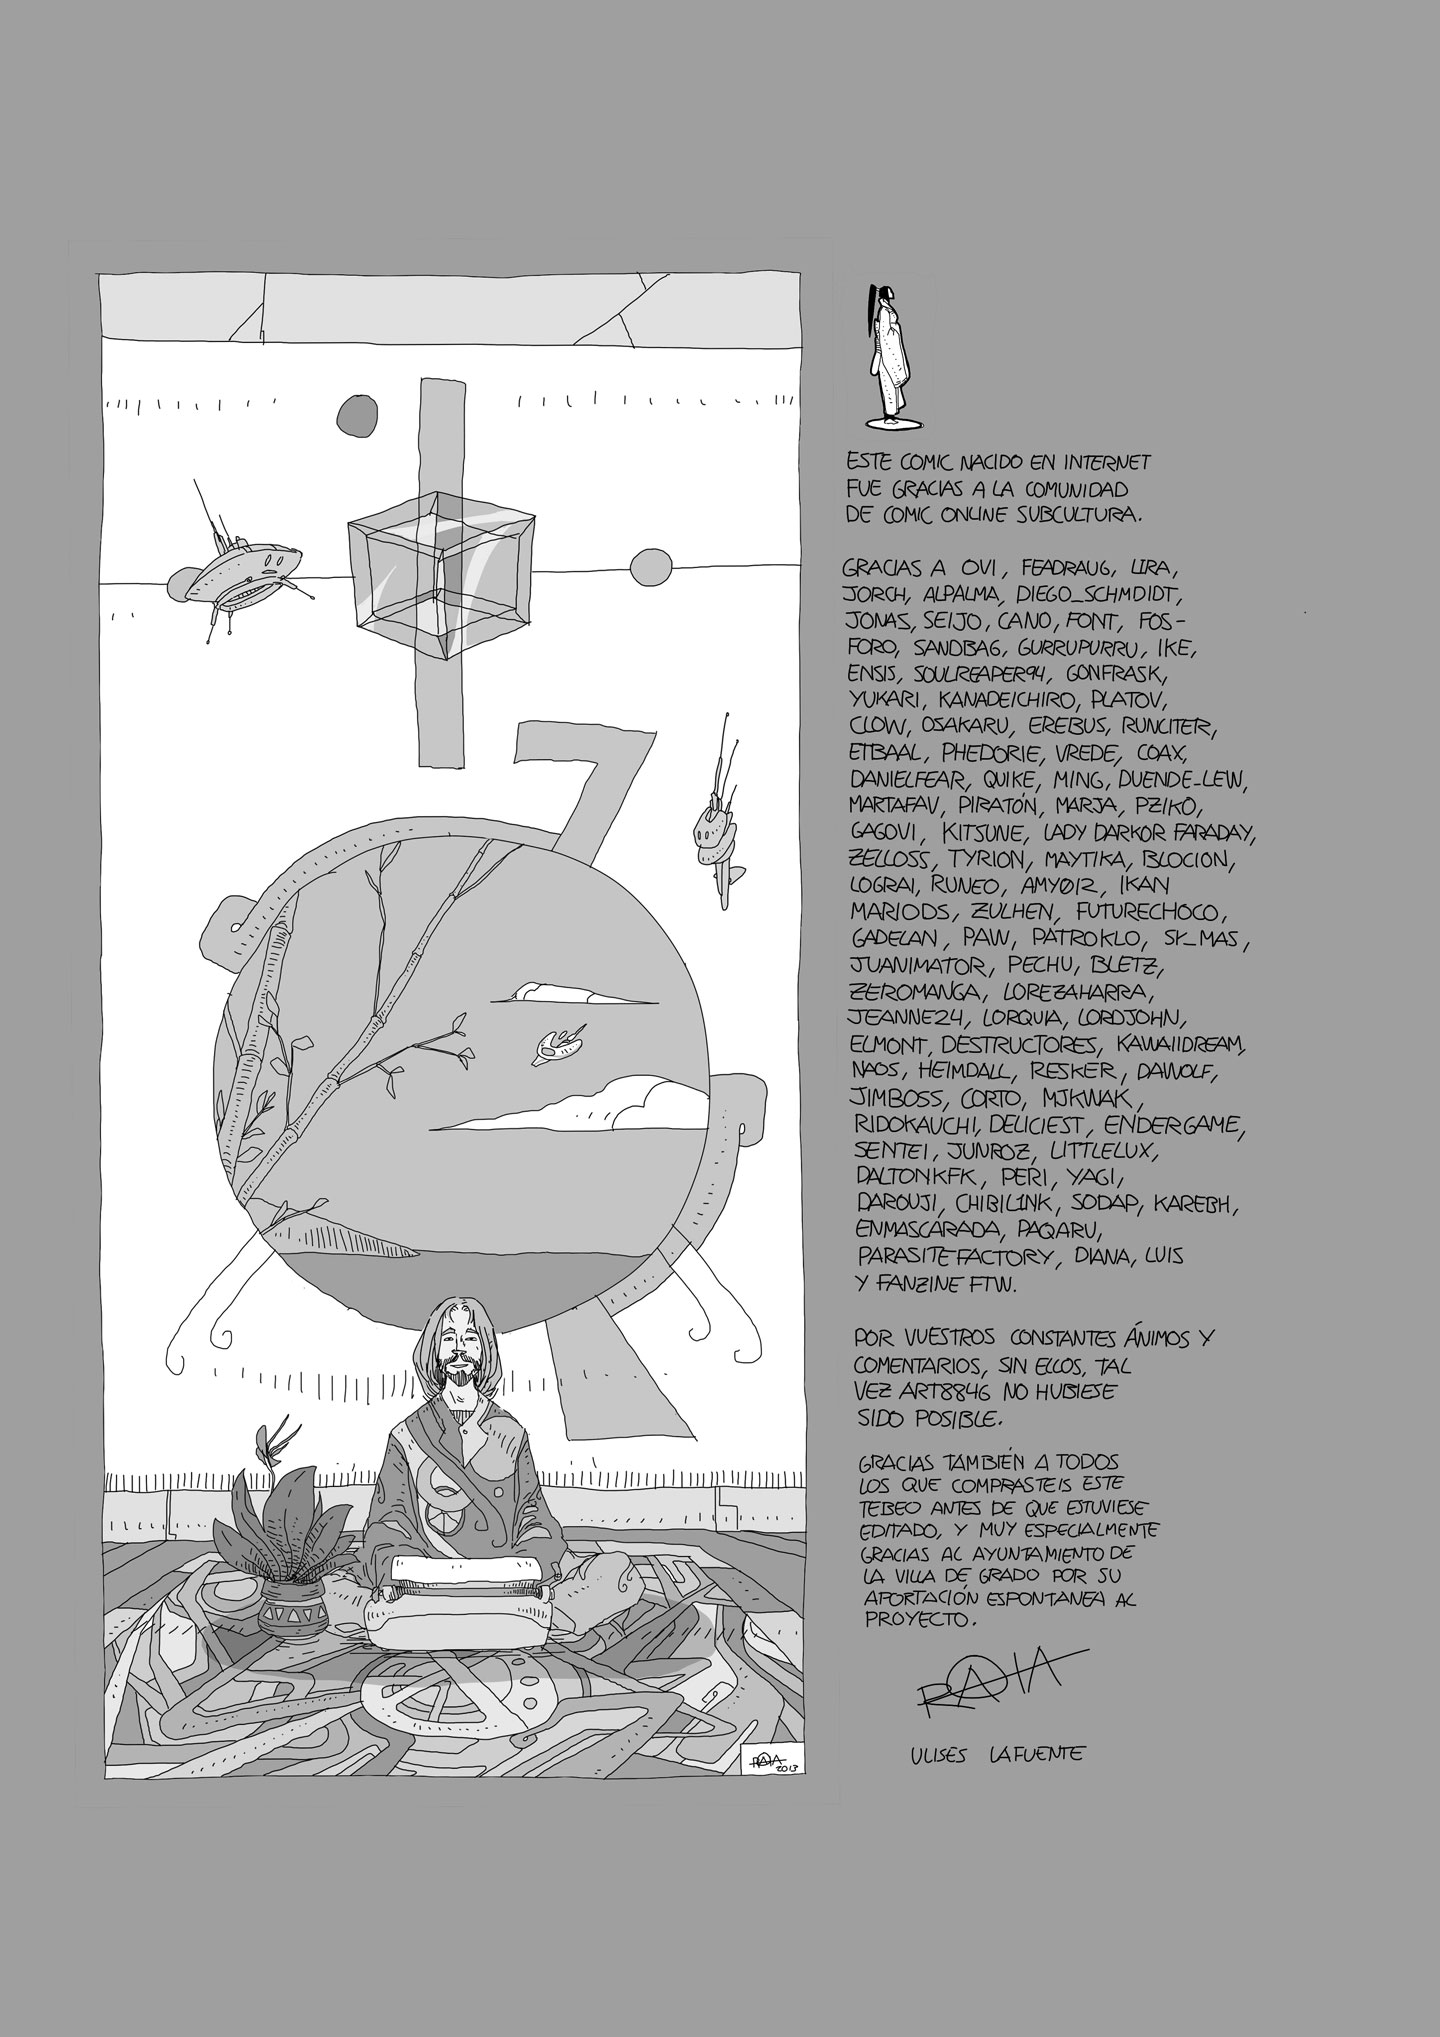 ESTE COMIC NACIDO EN INTERNET
FUE GRACIAS A LA COMUNIDAD
DE COMIC ONLINE SUBCULTURA.
GRACIAS A OVI, FEADRAUG, LIRA,
JORCH, ALPALMA, DIEGO_SCHMDIDT,
JONAS, SEIJO, CANO, FONT, FOS-
FORO, SANDBAG, GURRUPURRU, IKE,
ENSIS, SOULREAPER94, GONFRASK,
YUKARI, KANADEICHIRO, PLATOV,
CLOW, OSAKARU, EREBUS, RUNCITER,
ETBAAL, PHEDORIE, VREDE, COAX,
DANIELFEAR, QUIKE, MING, DUENDE_LEW,
MARTAFAV, PIRATÓN, MARJA, PZIKO,
GAGOVI, KITSUNE, LADY DARKOR FARADAY,
ZELLOSS, TYRION, MAYTIKA, BLOCION,
LOGRAI, RUNEO, AMY012, IKAN
MARIODS, ZULHEN, FUTURECHOCO,
GADELAN, PAW, PATROKLO, SY_MAS,
JUANIMATOR, PECHU, BLETZ,
ZEROMANGA, LOREZAHARRA,
JEANNE24, LORQUIA, LORDJOHN,
ELMONT, DESTRUCTORES, KAWAIIDREAM,
NAOS, HEIMDALL, RESKER, DAWOLF,
JIMBOSS, CORTO, MJKWAK,
RIDOKAUCHI, DELICIEST, ENDERGAME,
SENTEI, JUNROZ, LITTLELUX,
DALTONKFK, PERI, YAGI,
DAROUJI, CHIBILINK, SODAP, KAREBH,
ENMASCARADA, PAQARU,
PARASITEFACTORY, DIANA, LUIS
Y FANZINE FTW.
POR VUESTROS CONSTANTES ÁNIMOS Y
COMENTARIOS, SIN ELLOS, TAL
VEZ ART8846 NO HUBIESE
SIDO POSIBLE.
GRACIAS TAMBIÉN A TODOS
LOS QUE COMPRASTEIS ESTE
TEBEO ANTES DE QUE ESTUVIESE
EDITADO, Y MUY ESPECIALMENTE
GRACIAS AL AYUNTAMIENTO DE
LA VILLA DE GRADO POR SU
APORTACIÓN ESPONTANEA AL
PROYECTO.
RAIA
ULISES LAFUENTE
RAIA
2013